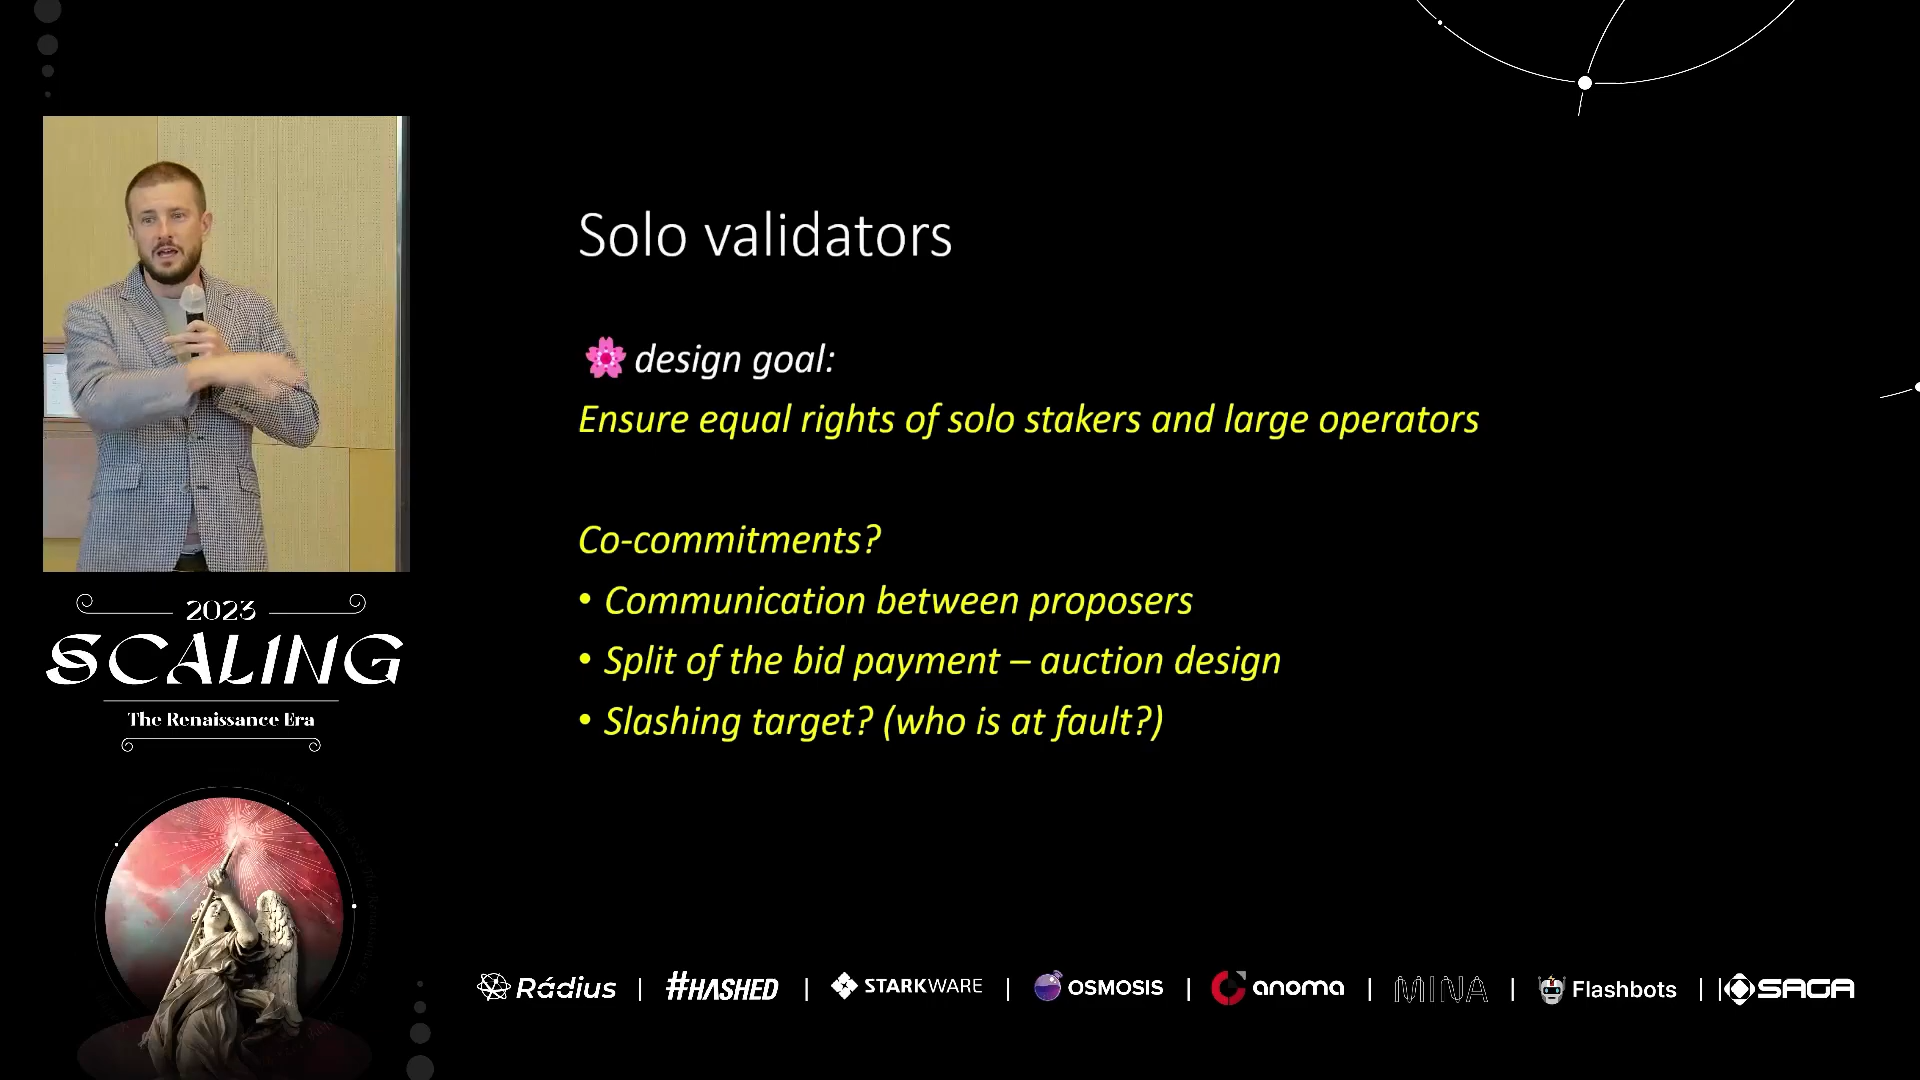 Solo validators
🌸 design goal:
Ensure equal rights of solo stakers and large operators
Co-commitments?
• Communication between proposers
• Split of the bid payment – auction design
• Slashing target? (who is at fault?)
2023
SCALING
The Renaissance Era
Rádius | #HASHED | STARKWARE | OSMOSIS | anoma | MINA | Flashbots | | SAGA